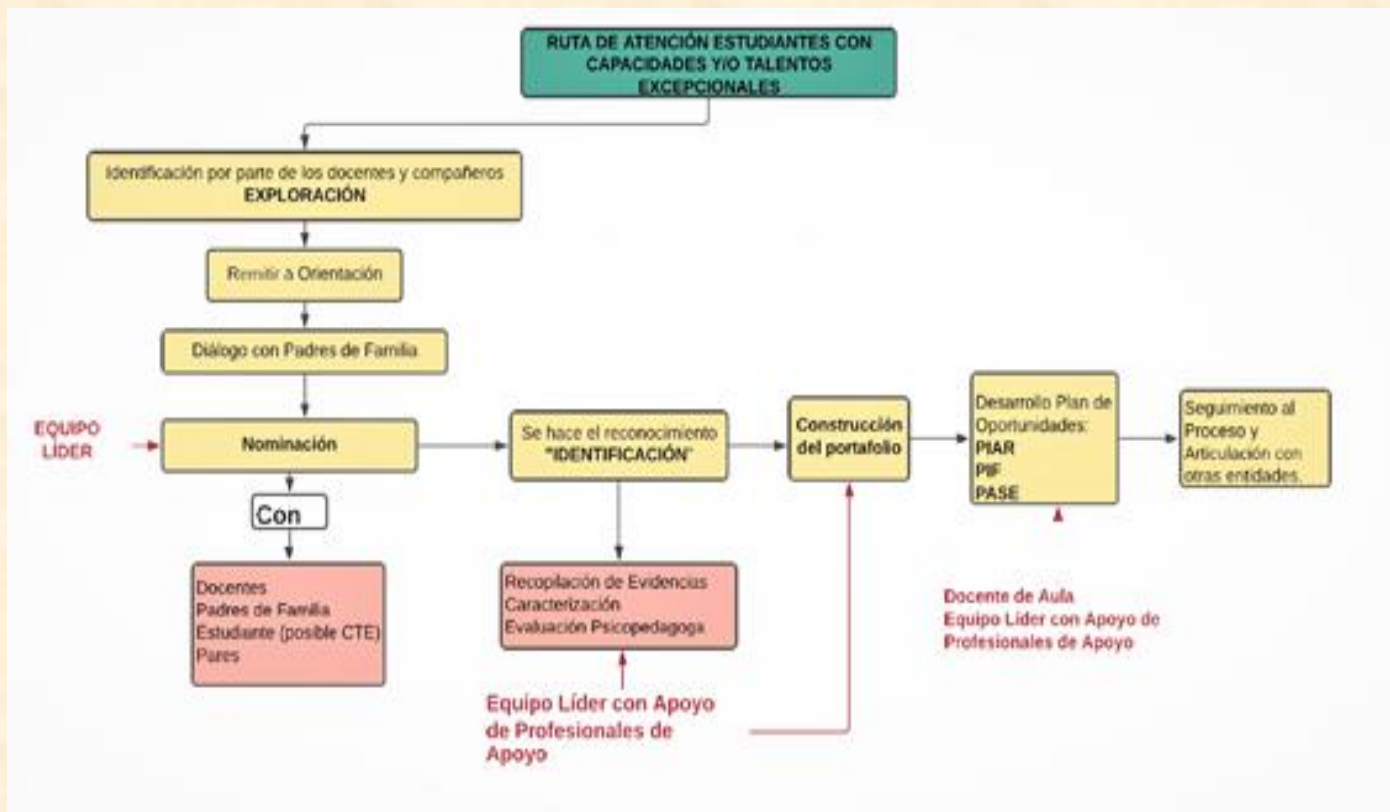 RUTA DE ATENCIÓN ESTUDIANTES CON
CAPACIDADES Y/O TALENTOS
EXCEPCIONALES
Identificación por parte de los docentes y compañeros
EXPLORACIÓN
Remitir a Orientación
Diálogo con Padres de Familia
EQUIPO
LÍDER
Nominación
Con
Docentes
Padres de Familia
Estudiante (posible CTE)
Pares
Se hace el reconocimiento
"IDENTIFICACIÓN"
Recopilación de Evidencias
Caracterización
Evaluación Psicopedagoga
Equipo Líder con Apoyo
de Profesionales de
Apoyo
Construcción
del portafolio
Desarrollo Plan de
Oportunidades:
PIAR
PIF
PASE
Docente de Aula
Equipo Líder con Apoyo de
Profesionales de Apoyo
Seguimiento al
Proceso y
Articulación con
otras entidades.